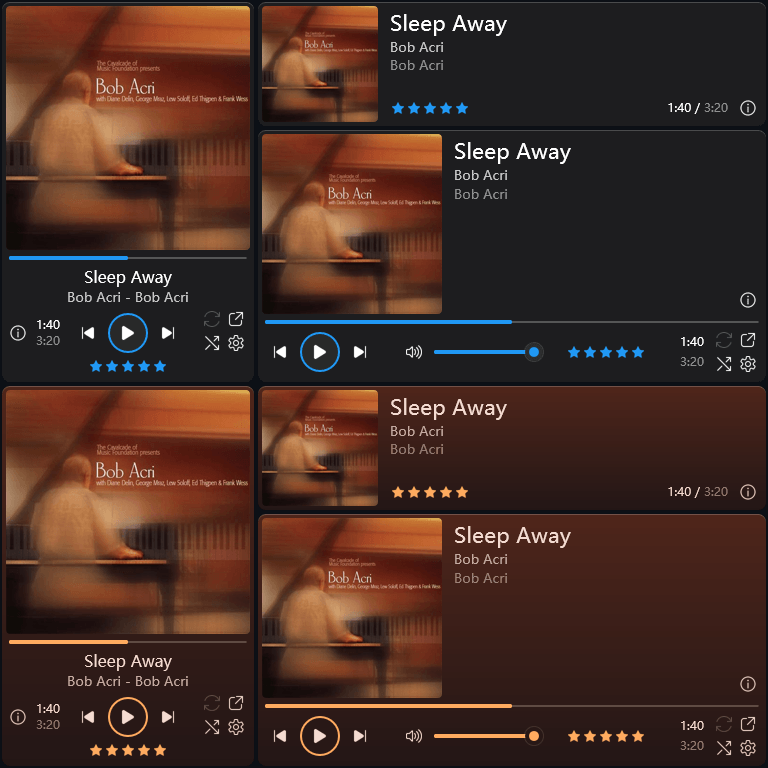 The Cavalcade of
Music Foundation presents
Bob Acri
with Diane Delin, George Mraz, Lew Soloff, Ed Thigpen & Frank Wess
Sleep Away
Bob Acri - Bob Acri
1:40
3:20
The Cavalcade of
Music Foundation presents
Bob Acri
with Diane Delin, George Mraz, Lew Soloff, Ed Thigpen & Frank Wess
Sleep Away
Bob Acri
Bob Acri
1:40 / 3:20
The Cavalcade of
Music Foundation presents
Bob Acri
with Diane Delin, George Mraz, Lew Soloff, Ed Thigpen & Frank Wess
Sleep Away
Bob Acri
Bob Acri
1:40
3:20
The Cavalcade of
Music Foundation presents
Bob Acri
with Diane Delin, George Mraz, Lew Soloff, Ed Thigpen & Frank Wess
Sleep Away
Bob Acri - Bob Acri
1:40
3:20
The Cavalcade of
Music Foundation presents
Bob Acri
with Diane Delin, George Mraz, Lew Soloff, Ed Thigpen & Frank Wess
Sleep Away
Bob Acri
Bob Acri
1:40 / 3:20
The Cavalcade of
Music Foundation presents
Bob Acri
with Diane Delin, George Mraz, Lew Soloff, Ed Thigpen & Frank Wess
Sleep Away
Bob Acri
Bob Acri
1:40
3:20